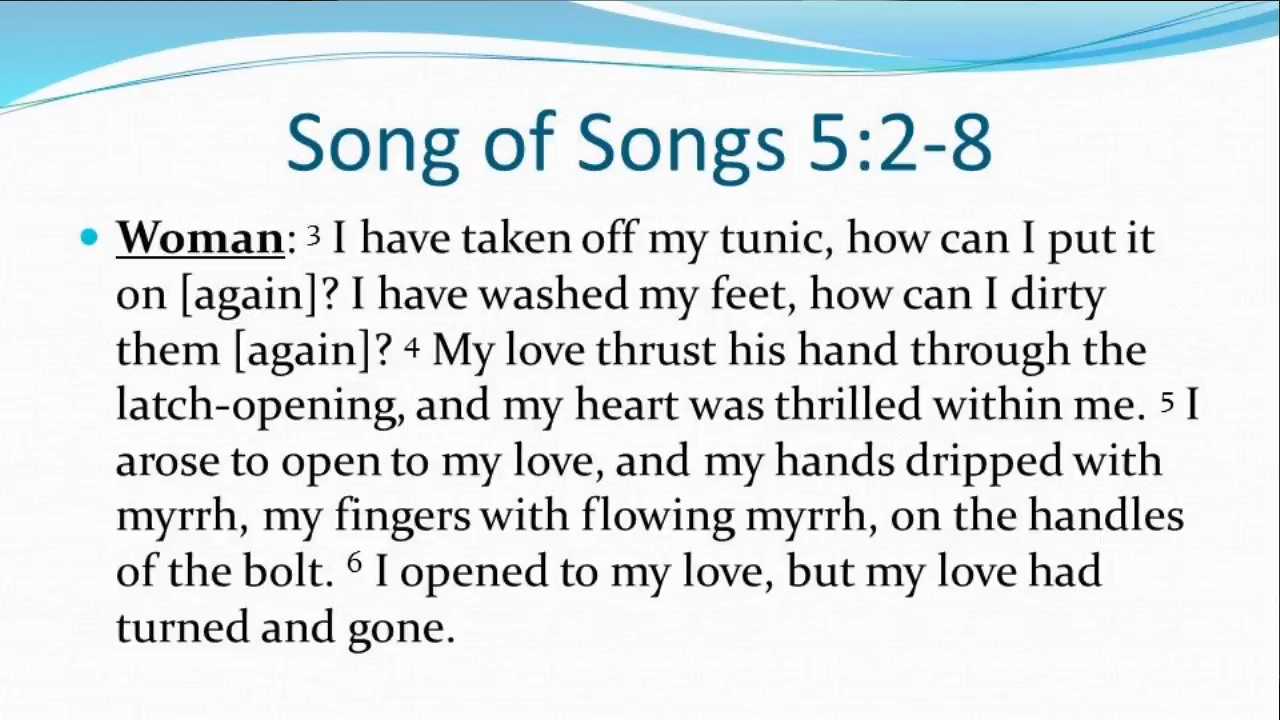 Song of Songs 5:2-8
• Woman: 3 I have taken off my tunic, how can I put it
on [again]? I have washed my feet, how can I dirty
them [again]? 4 My love thrust his hand through the
latch-opening, and my heart was thrilled within me. 5 I
arose to open to my love, and my hands dripped with
myrrh, my fingers with flowing myrrh, on the handles
of the bolt. 6 I opened to my love, but my love had
turned and gone.